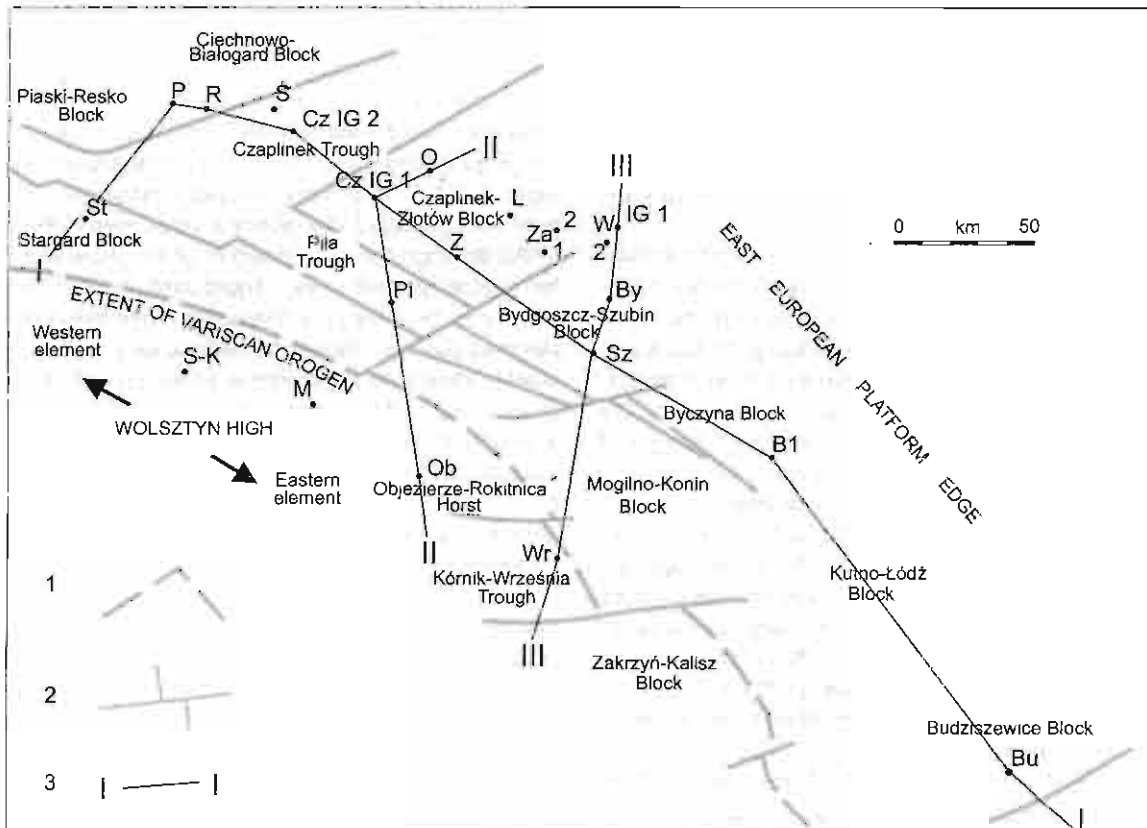 Ciechnowo-
Białogard Block
Piaski-Resko
Block
P
R
Ś
Cz IG 2
Czaplinek Trough
O
II
III
Cz IG 1
Czaplinek-
Złotów Block
L
2
W
IG 1
Za
1
2
St
Stargard Block
I
Piła
Trough
Z
Pi
By
Bydgoszcz-Szubin
Block
Sz
0 km 50
EAST EUROPEAN PLATFORM EDGE
EXTENT OF VARISCAN OROGEN
Western
element
S-K
M
WOLSZTYN HIGH
Eastern
element
Byczyna Block
B1
Ob
Objezierze-Rokitnica
Horst
II
Mogilno-Konin
Block
Wr
Kórnik-Września
Trough
III
Kutno-Łódź
Block
Zakrzyń-Kalisz
Block
Budziszewice Block
Bu
I
1
2
3
I I